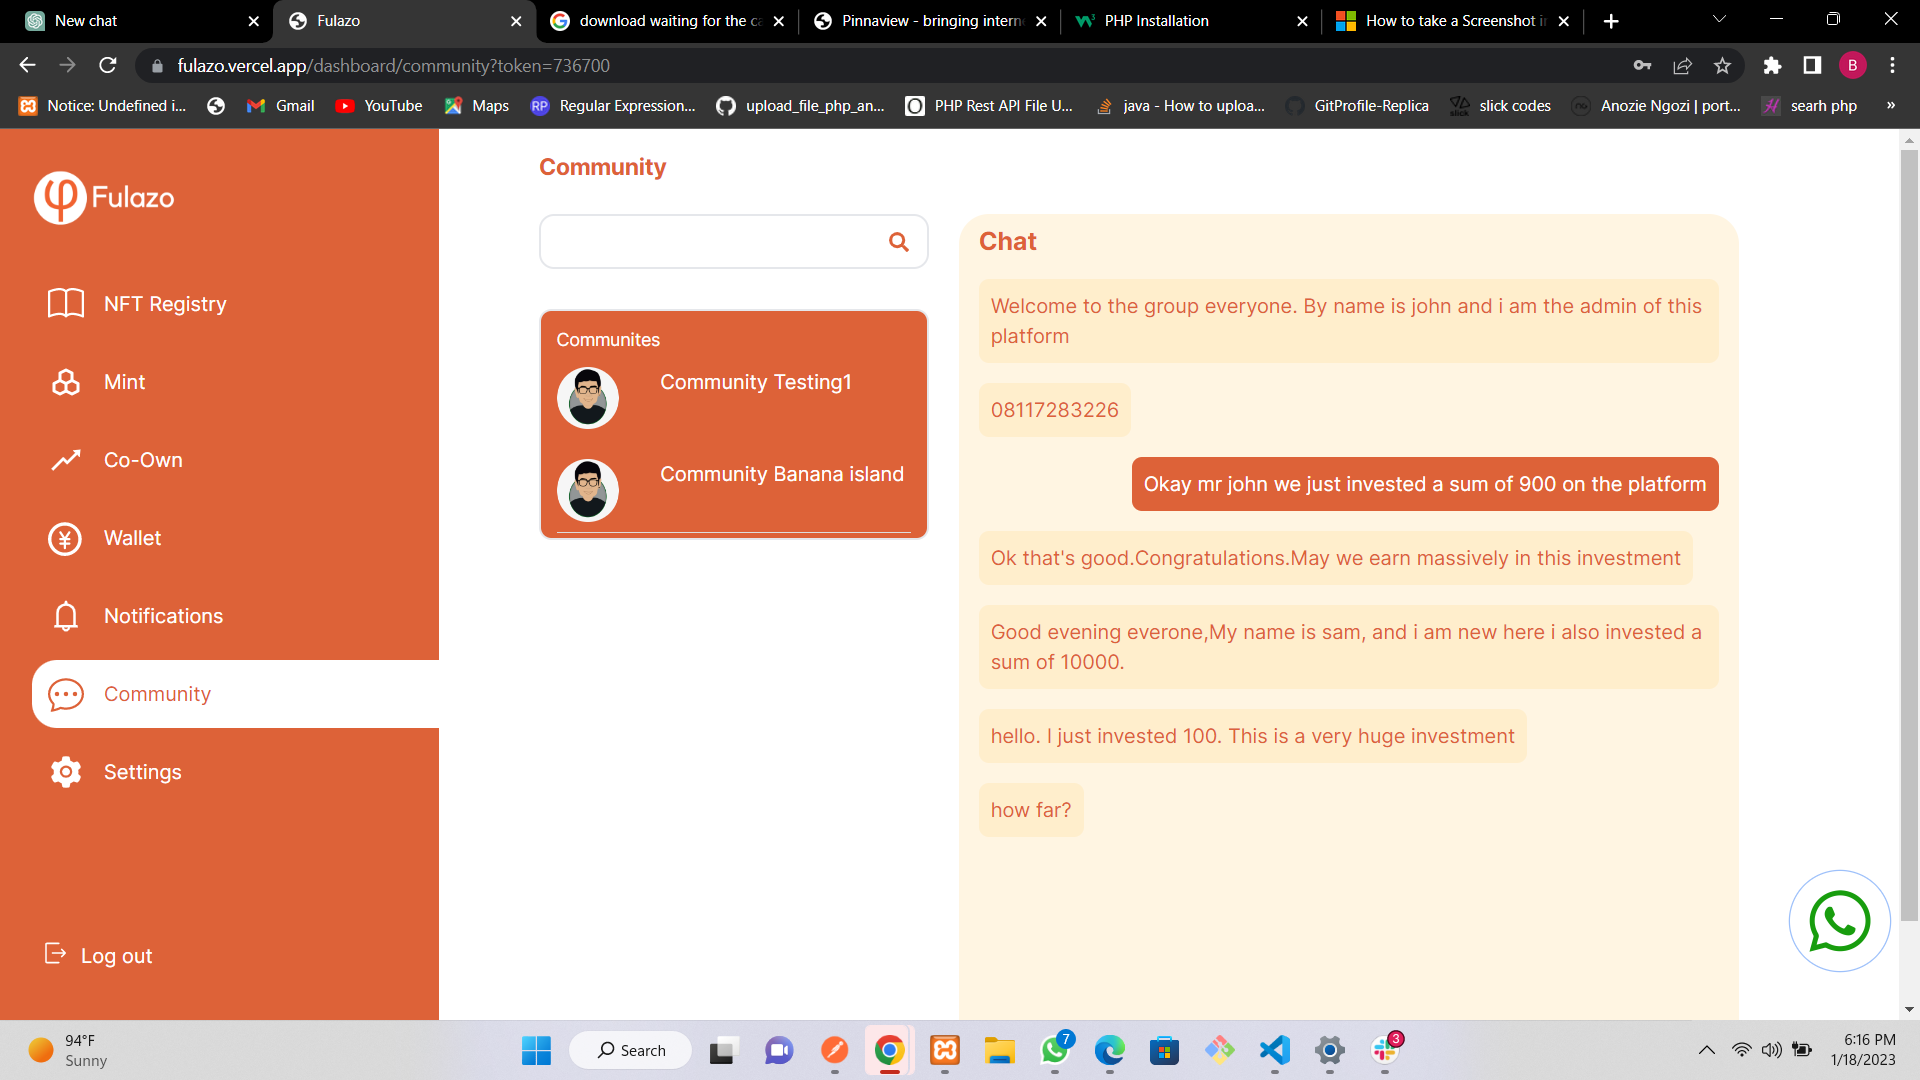 New chat
Fulazo
download waiting for the ca
Pinnaview - bringing intern
PHP Installation
How to take a Screenshot in
fulazo.vercel.app/dashboard/community?token=736700
B
Notice: Undefined i...
Gmail
YouTube
Maps
RP
Regular Expression...
upload_file_php_an...
PHP Rest API File U...
java - How to uploa...
GitProfile-Replica
slick codes
Anozie Ngozi | port...
searh php
»
Fulazo
NFT Registry
Mint
Co-Own
Wallet
Notifications
Community
Settings
Log out
Community
Communites
Community Testing1
Community Banana island
Chat
Welcome to the group everyone. By name is john and i am the admin of this
platform
08117283226
Okay mr john we just invested a sum of 900 on the platform
Ok that's good.Congratulations.May we earn massively in this investment
Good evening everone,My name is sam, and i am new here i also invested a
sum of 10000.
hello. I just invested 100. This is a very huge investment
how far?
94°F
Sunny
Search
7
3
6:16 PM
1/18/2023